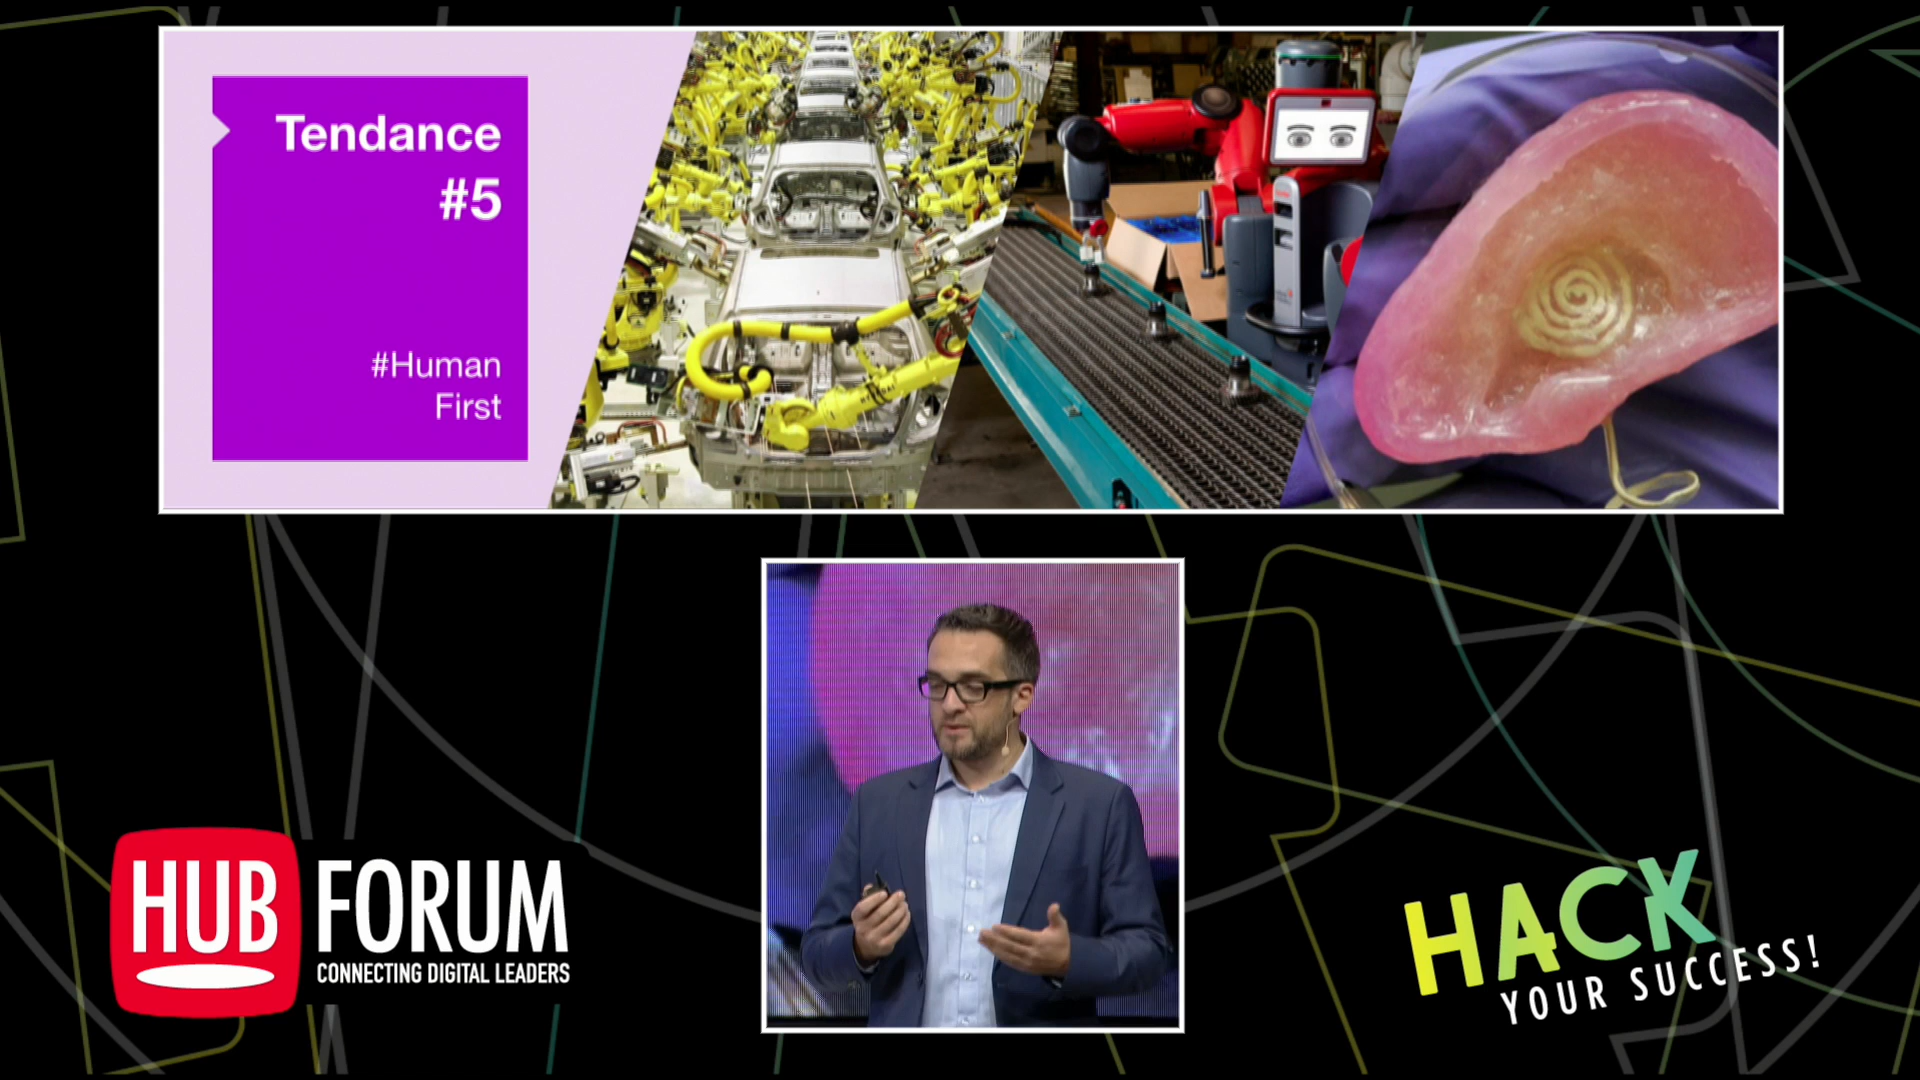 Tendance
#5
#Human
First
HUB FORUM
CONNECTING DIGITAL LEADERS
HACK
YOUR SUCCESS!